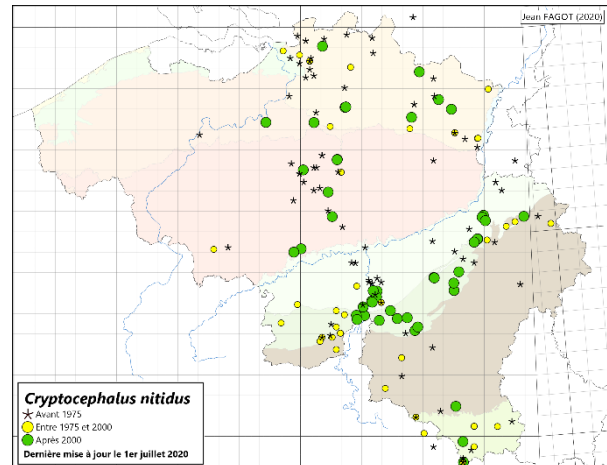 Jean FAGOT (2020)
Cryptocephalus nitidus
Avant 1975
Entre 1975 et 2000
Après 2000
Dernière mise à jour le 1er juillet 2020